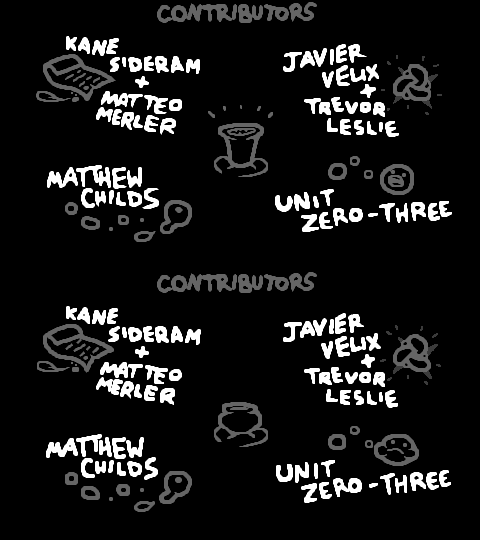 CONTRIBUTORS
KANE
SIDERAM
+
MATTEO
MERLER
JAVIER
VELIX
+
TREVOR
LESLIE
MATTHEW
CHILDS
UNIT
ZERO-THREE
CONTRIBUTORS
KANE
SIDERAM
+
MATTEO
MERLER
JAVIER
VELIX
+
TREVOR
LESLIE
MATTHEW
CHILDS
UNIT
ZERO-THREE